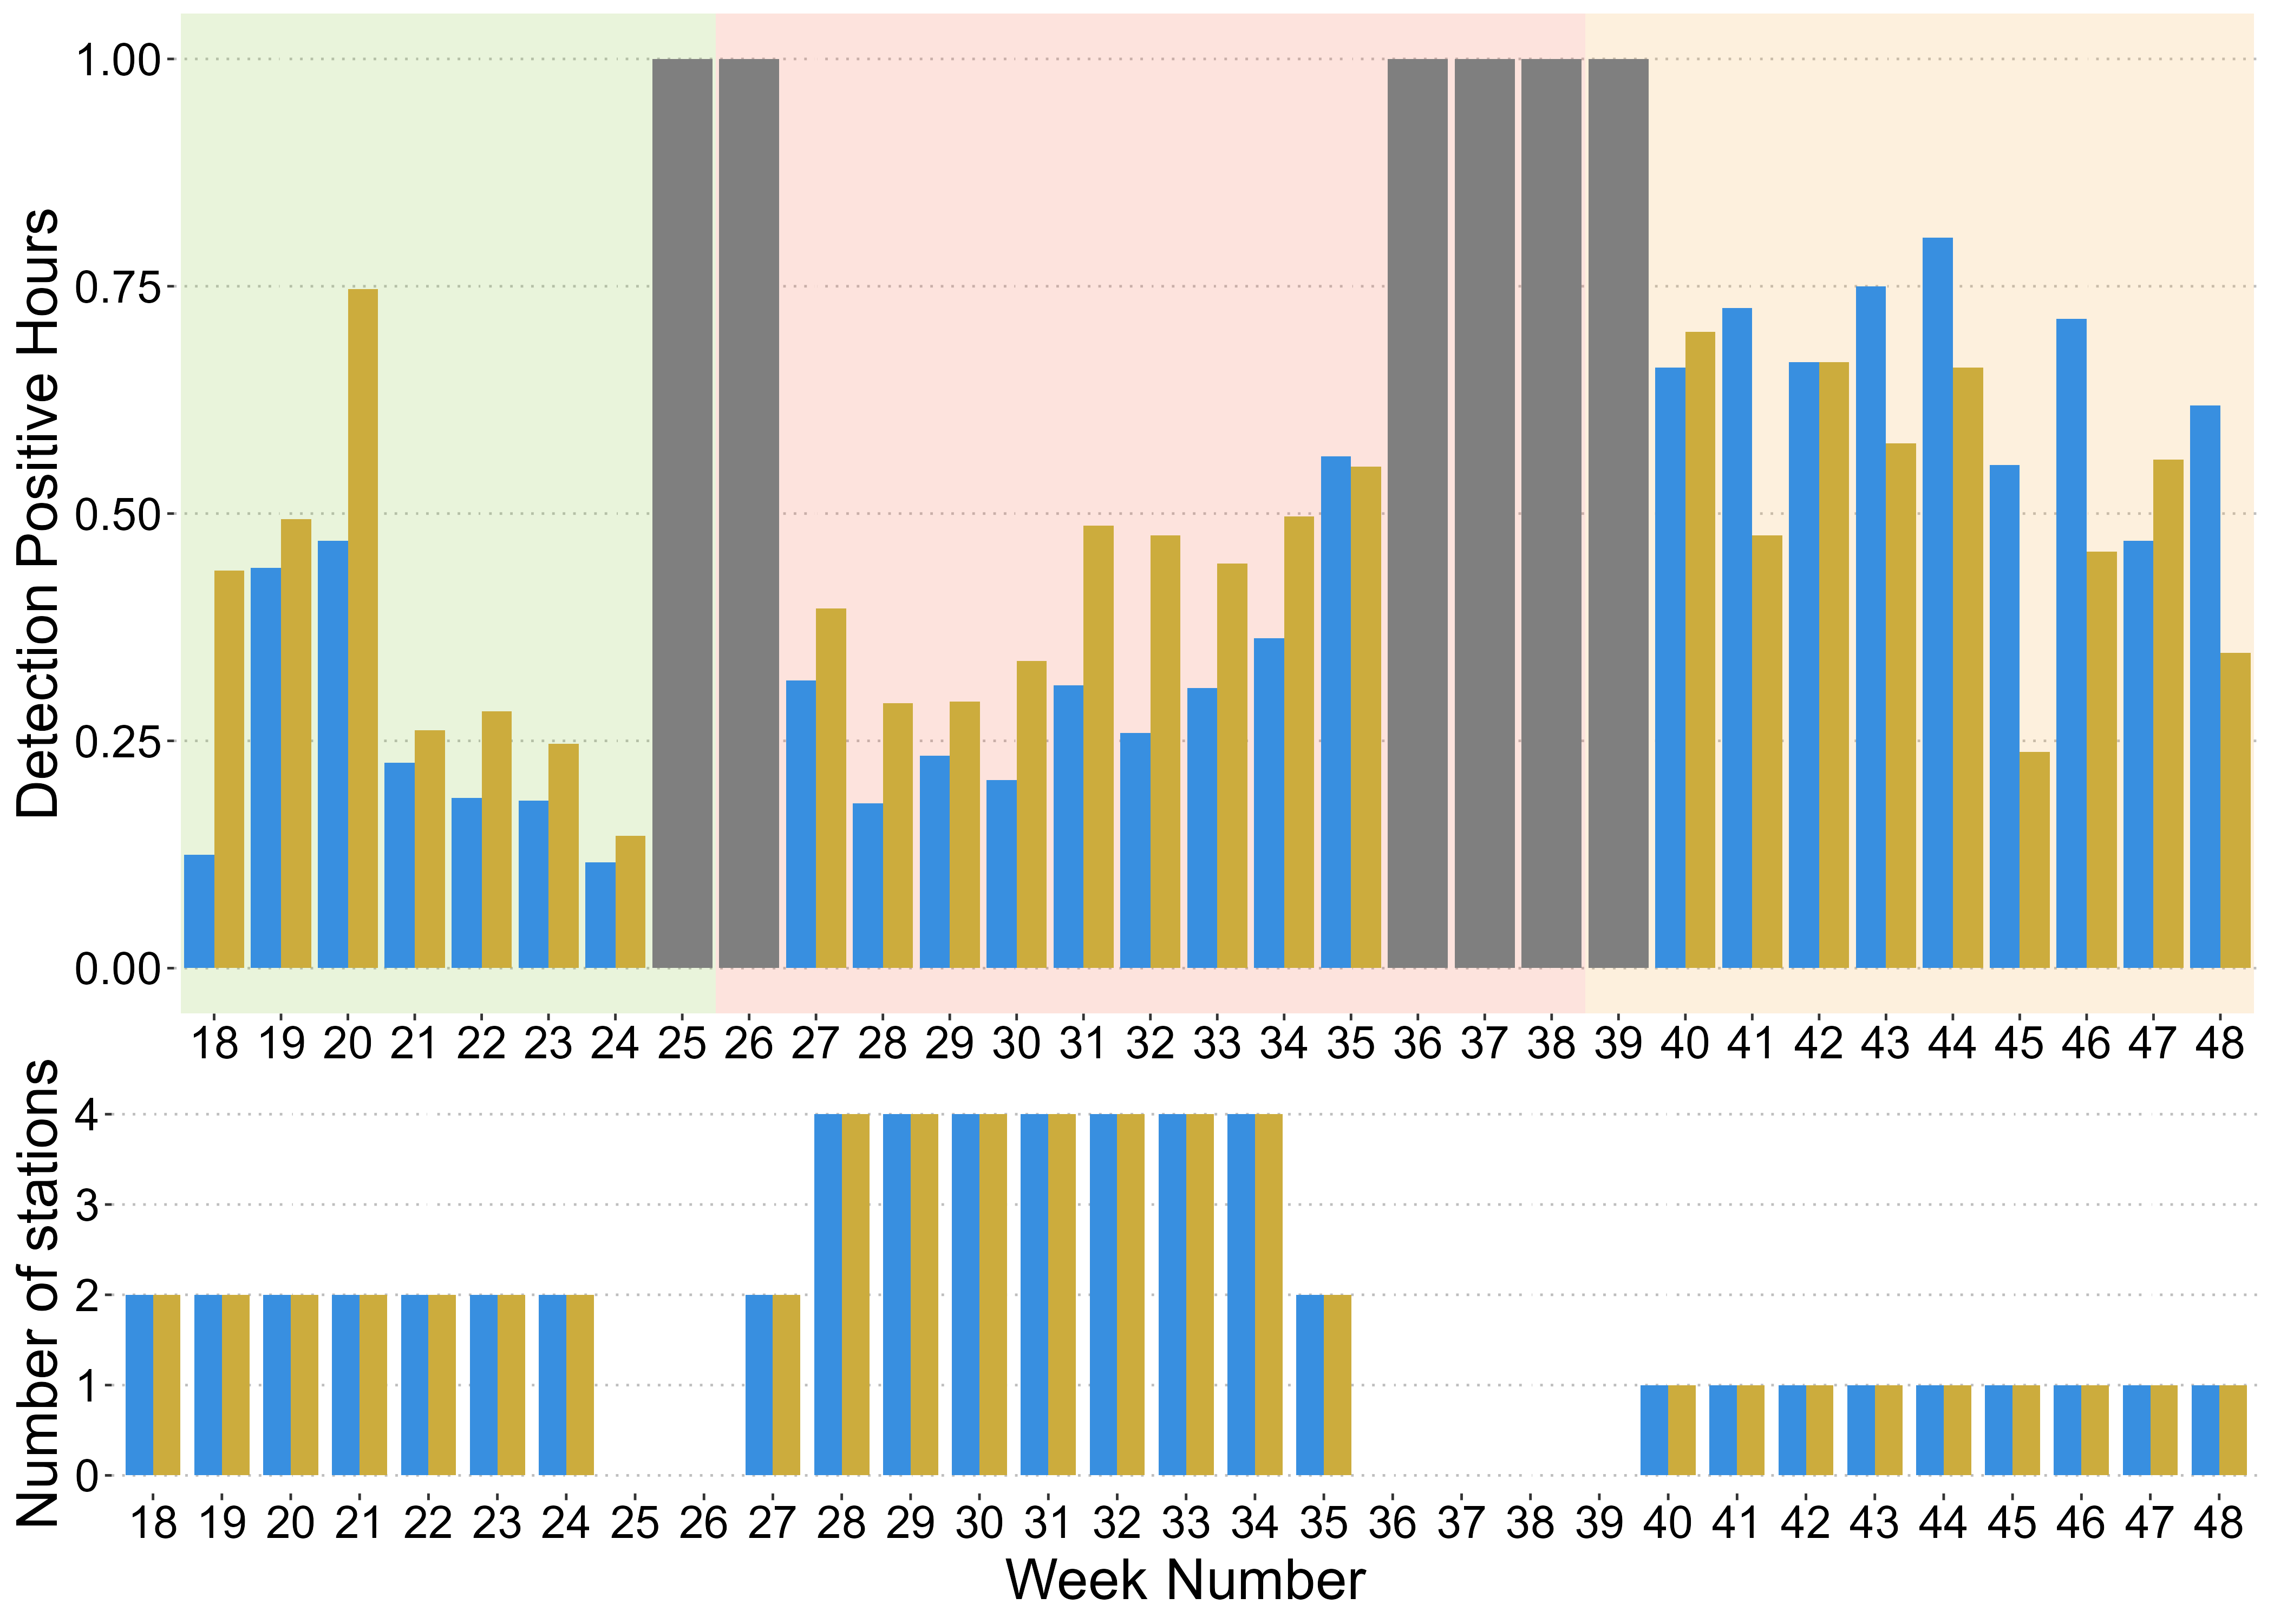 Detection Positive Hours
1.00
0.75
0.50
0.25
0.00
18 19 20 21 22 23 24 25 26 27 28 29 30 31 32 33 34 35 36 37 38 39 40 41 42 43 44 45 46 47 48
Number of stations
4
3
2
1
0
18 19 20 21 22 23 24 25 26 27 28 29 30 31 32 33 34 35 36 37 38 39 40 41 42 43 44 45 46 47 48
Week Number